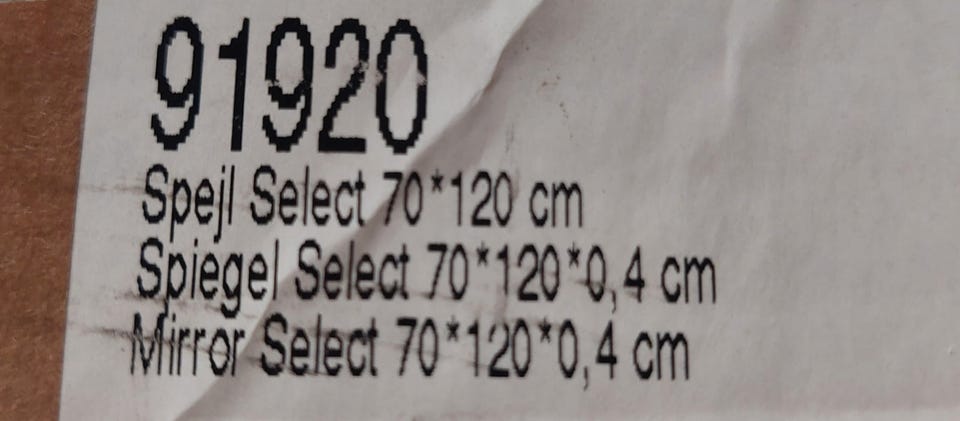 91920
Spejl Select 70*120 cm
Spiegel Select 70*120*0,4 cm
Mirror Select 70*120*0,4 cm